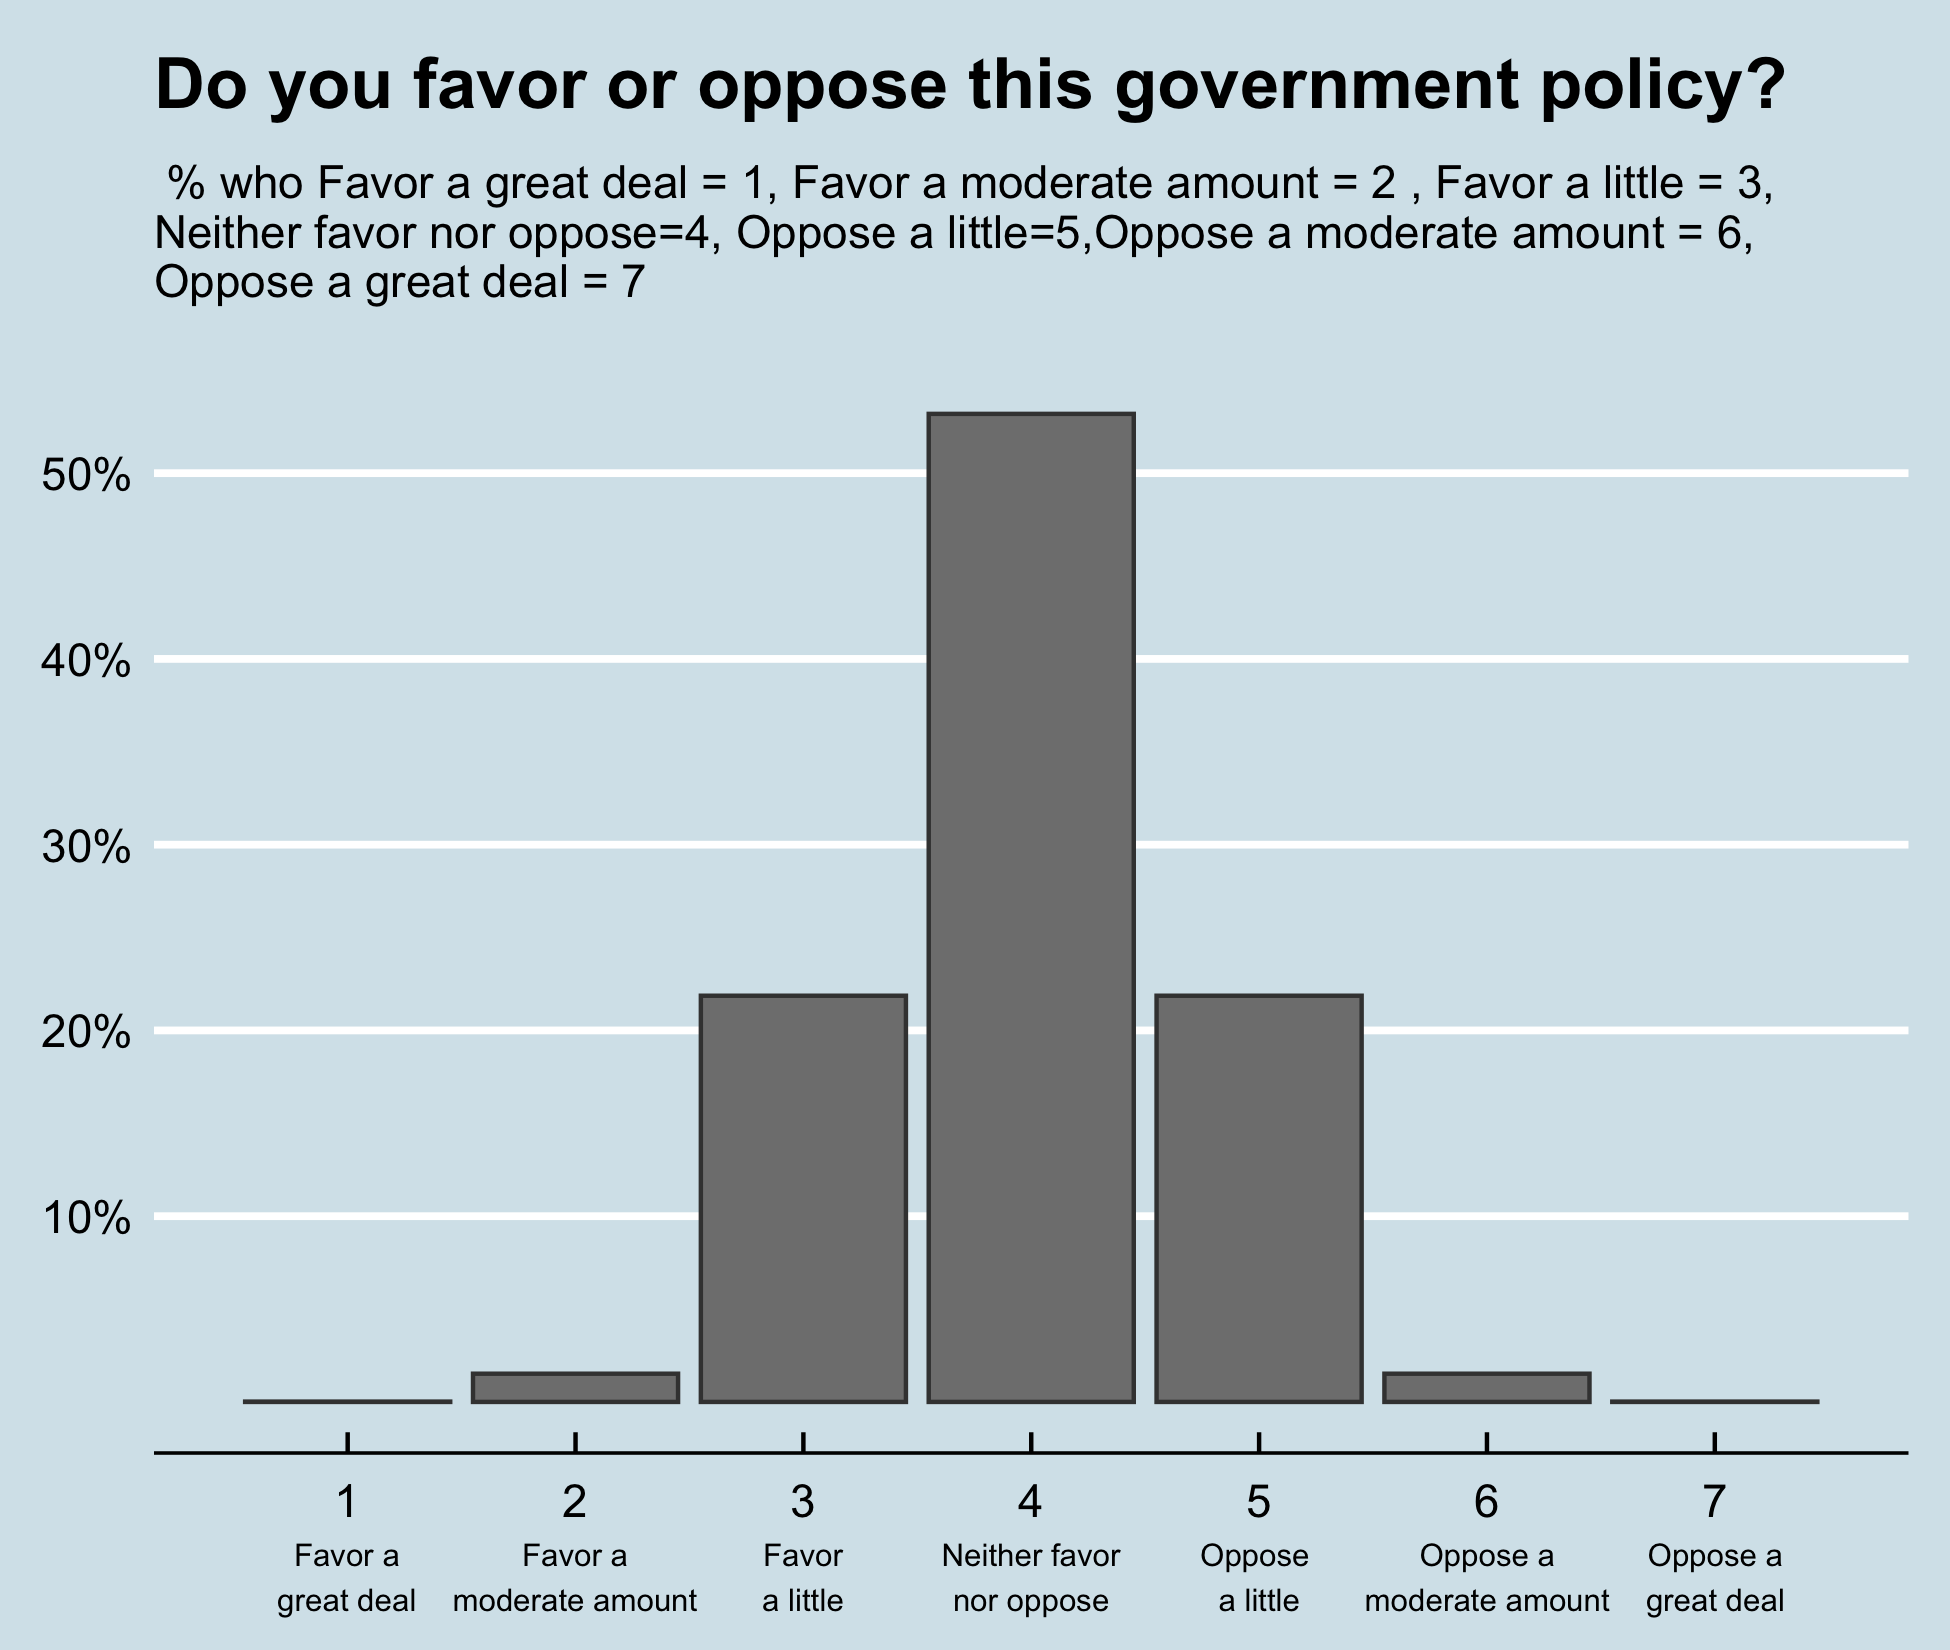 Do you favor or oppose this government policy?
% who Favor a great deal = 1, Favor a moderate amount = 2 , Favor a little = 3,
Neither favor nor oppose=4, Oppose a little=5,Oppose a moderate amount = 6,
Oppose a great deal = 7
50%
40%
30%
20%
10%
1 2 3 4 5 6 7
Favor a Favor a Favor Neither favor Oppose Oppose a Oppose a
great deal moderate amount a little nor oppose a little moderate amount great deal